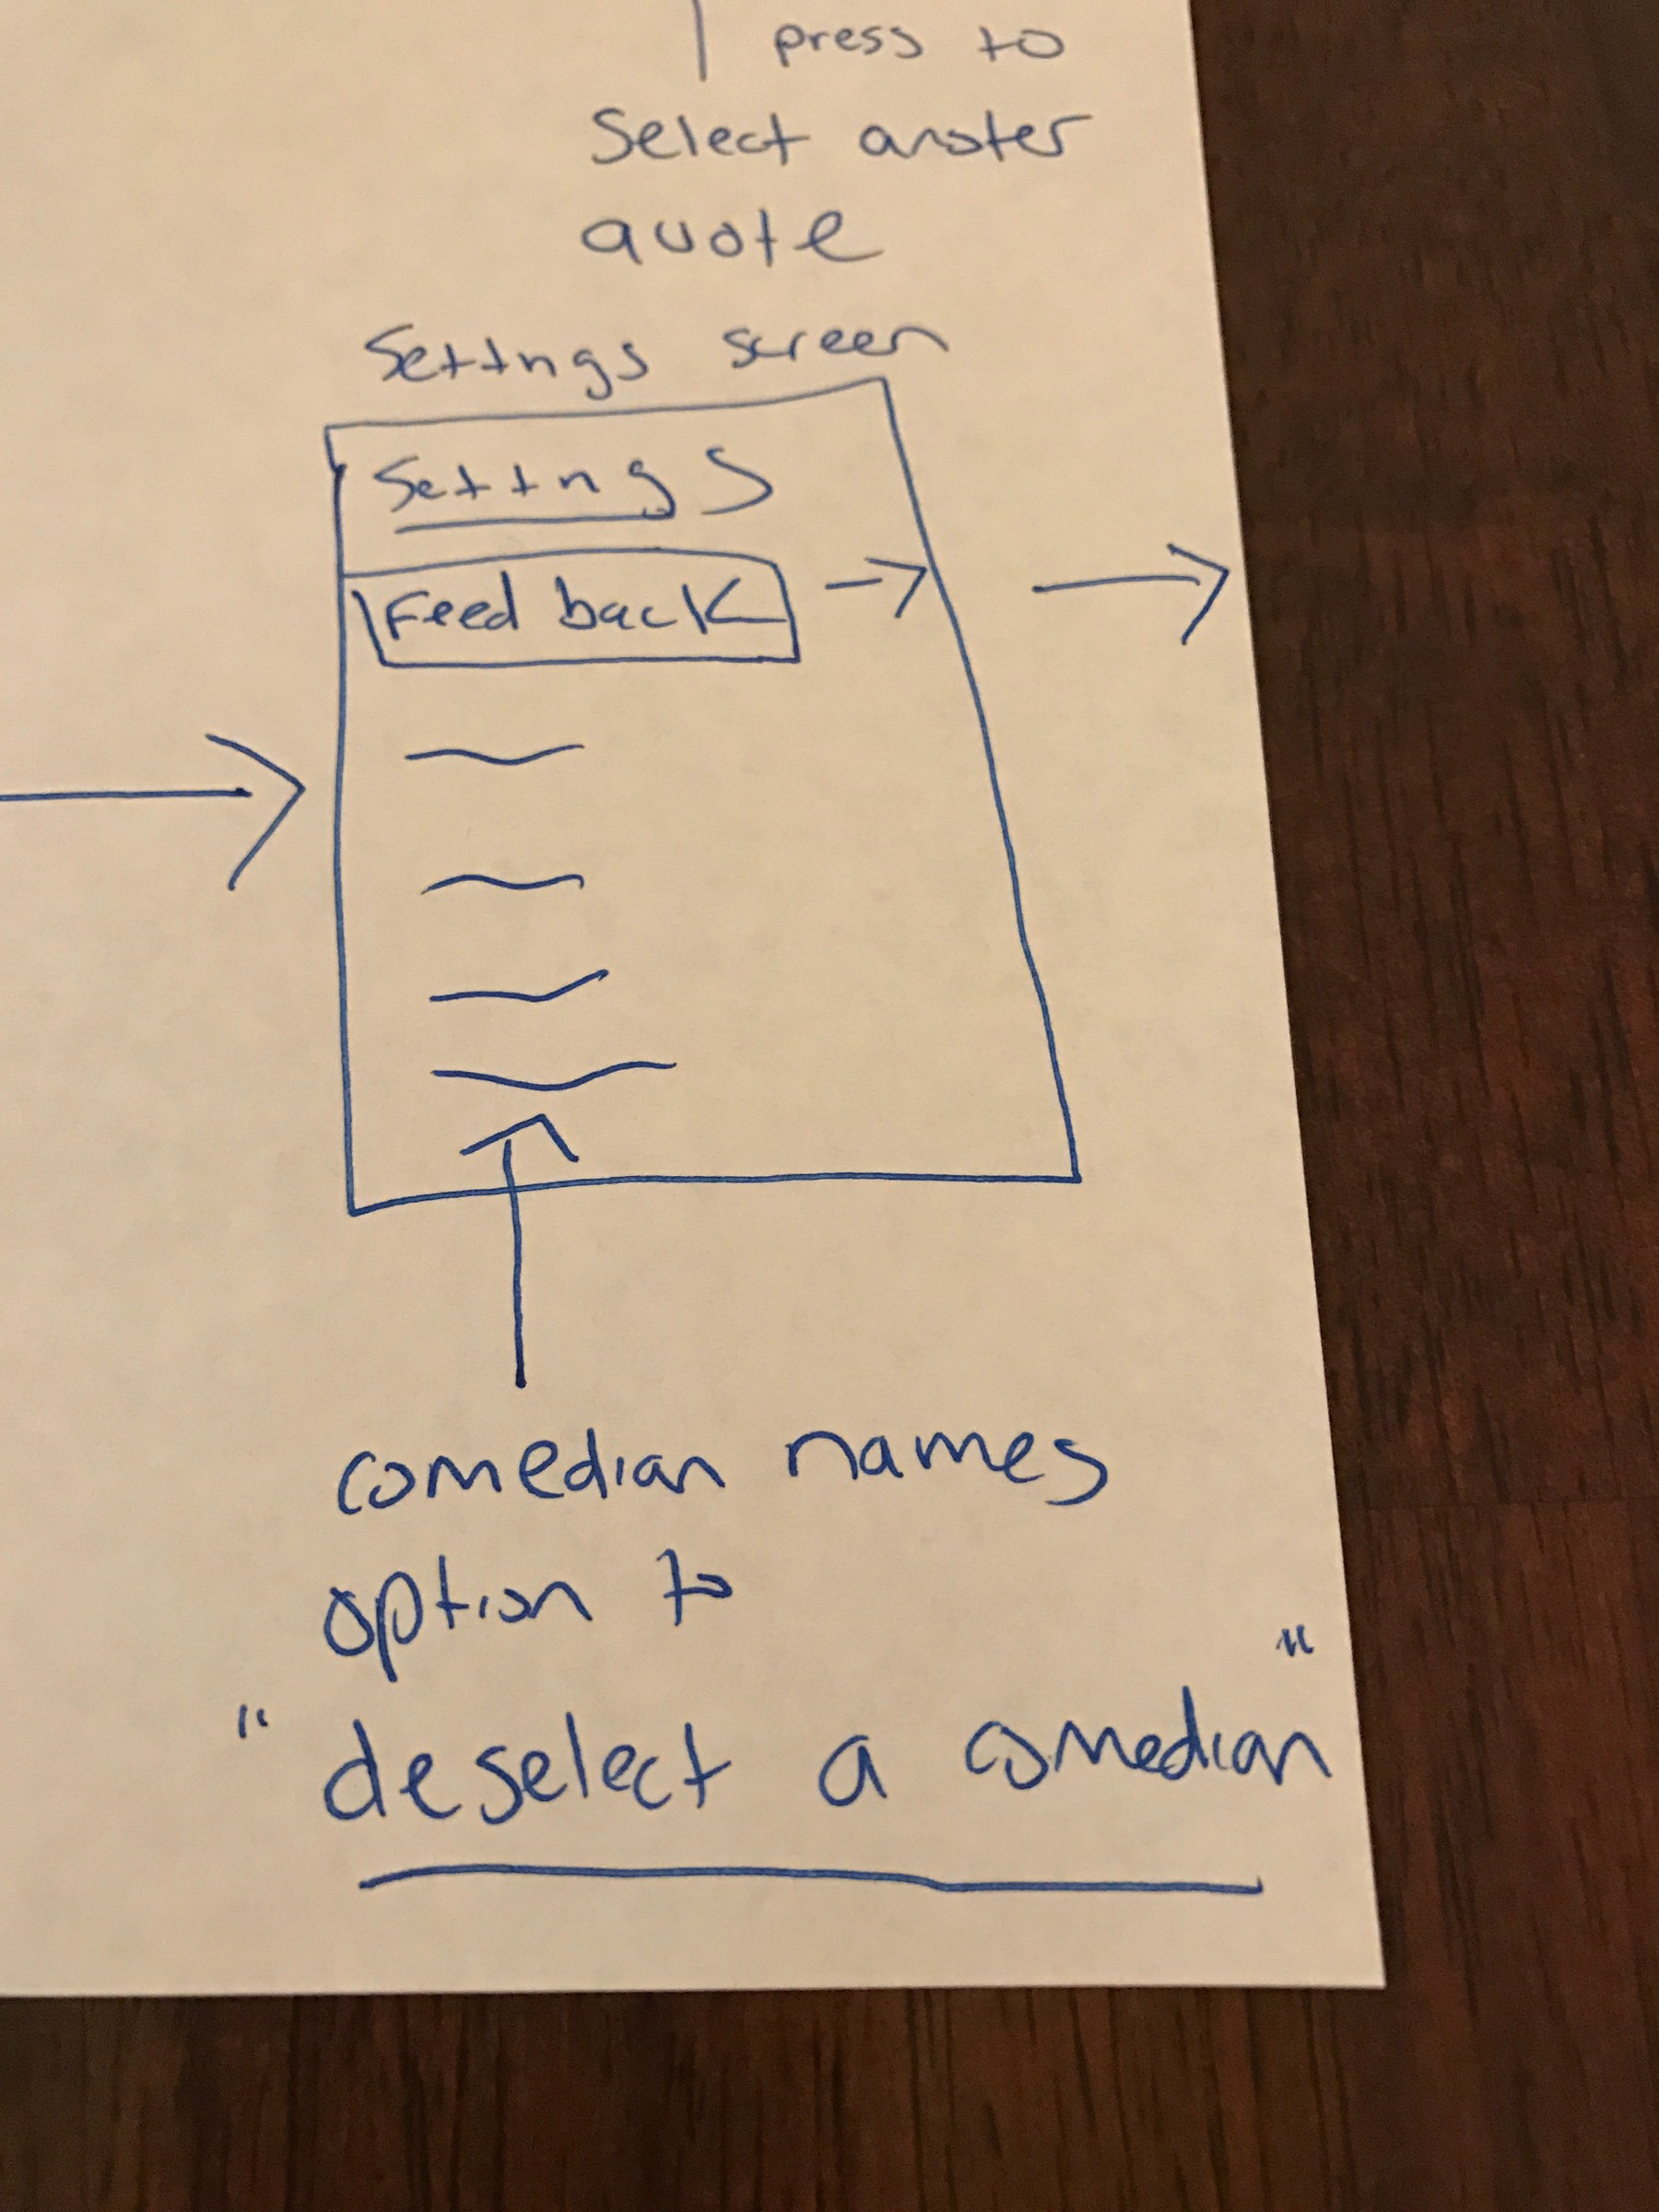 press to
Select anoter
quote
Settings screen
Settings
Feed back
comedian names
option to
"deselect a comedian"